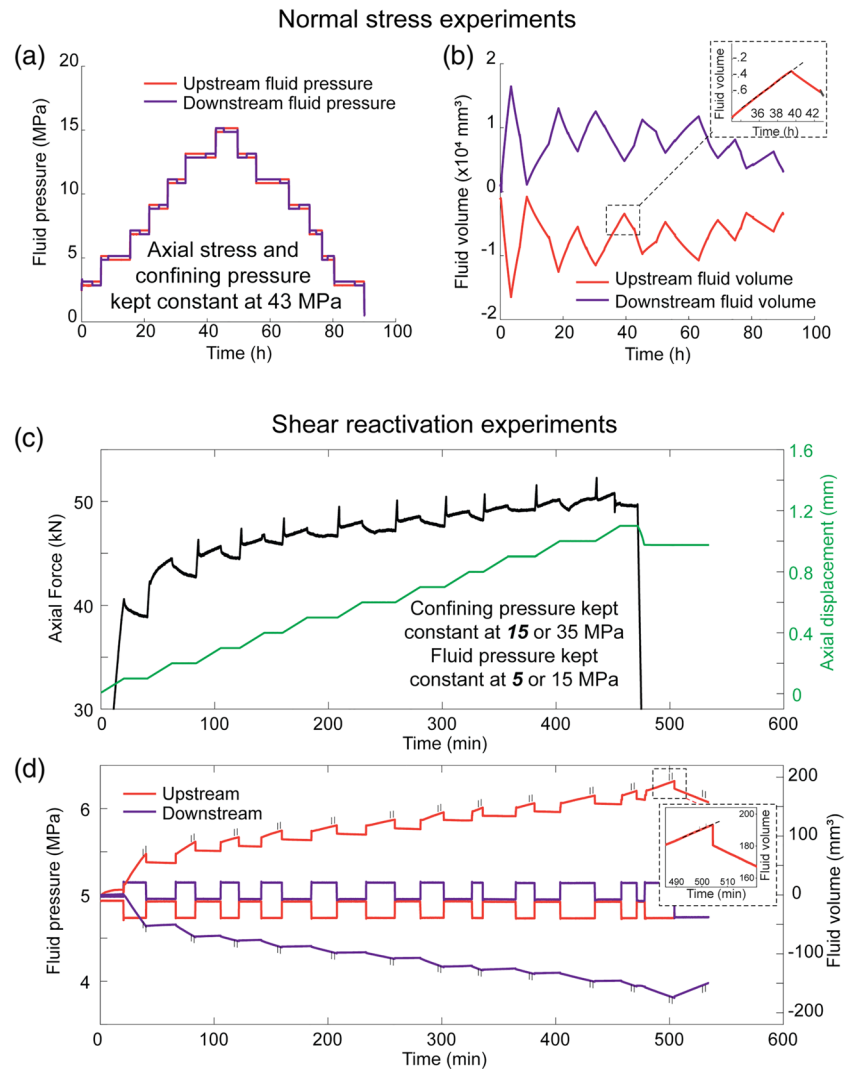 Normal stress experiments
(a)
20
15
10
5
0
Fluid pressure (MPa)
Upstream fluid pressure
Downstream fluid pressure
Axial stress and
confining pressure
kept constant at 43 MPa
0 20 40 60 80 100
Time (h)
(b)
2
1
0
-1
-2
Fluid volume (x10⁴ mm³)
.2
.4
.6
Fluid volume
36 38 40 42
Time (h)
Upstream fluid volume
Downstream fluid volume
0 20 40 60 80 100
Time (h)
Shear reactivation experiments
(c)
50
40
30
Axial Force (kN)
1.6
1.2
0.8
0.4
0
Axial displacement (mm)
Confining pressure kept
constant at 15 or 35 MPa
Fluid pressure kept
constant at 5 or 15 MPa
0 100 200 300 400 500 600
Time (min)
(d)
6
5
4
Fluid pressure (MPa)
Upstream
Downstream
200
100
0
-100
-200
Fluid volume (mm³)
200
180
160
Fluid volume
490 500 510
Time (min)
0 100 200 300 400 500 600
Time (min)